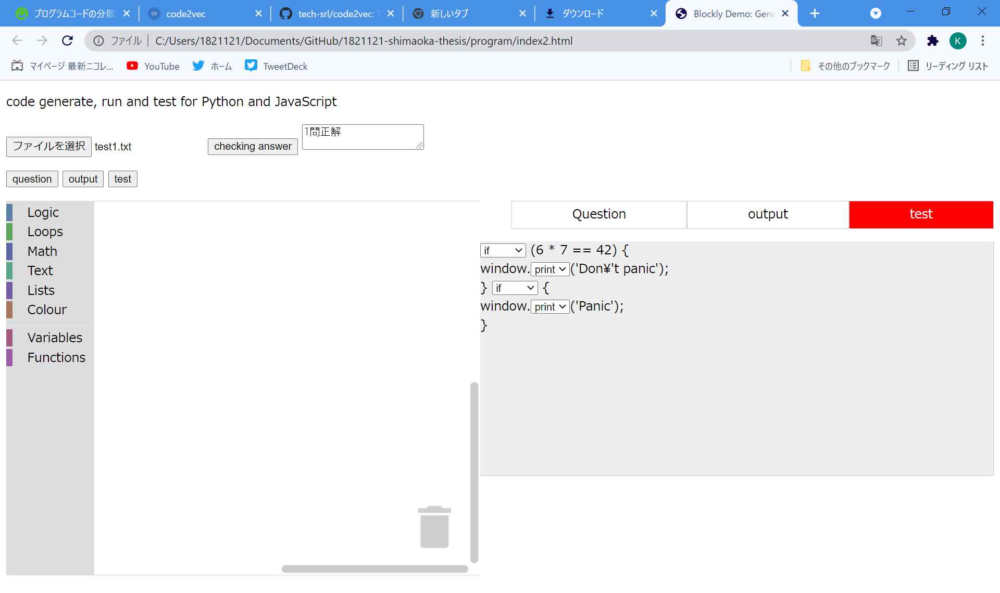 プログラムコードの分散
code2vec
tech-srl/code2vec: T
新しいタブ
ダウンロード
Blockly Demo: Gene
ファイル
C:/Users/1821121/Documents/GitHub/1821121-shimaoka-thesis/program/index2.html
K
マイページ 最新ニコレ...
YouTube
ホーム
TweetDeck
その他のブックマーク
リーディング リスト
code generate, run and test for Python and JavaScript
ファイルを選択 test1.txt
checking answer
1問正解
question
output
test
Logic
Loops
Math
Text
Lists
Colour
Variables
Functions
Question
output
test
if (6 * 7 == 42) {
window.print('Don¥'t panic');
} if {
window.print('Panic');
}